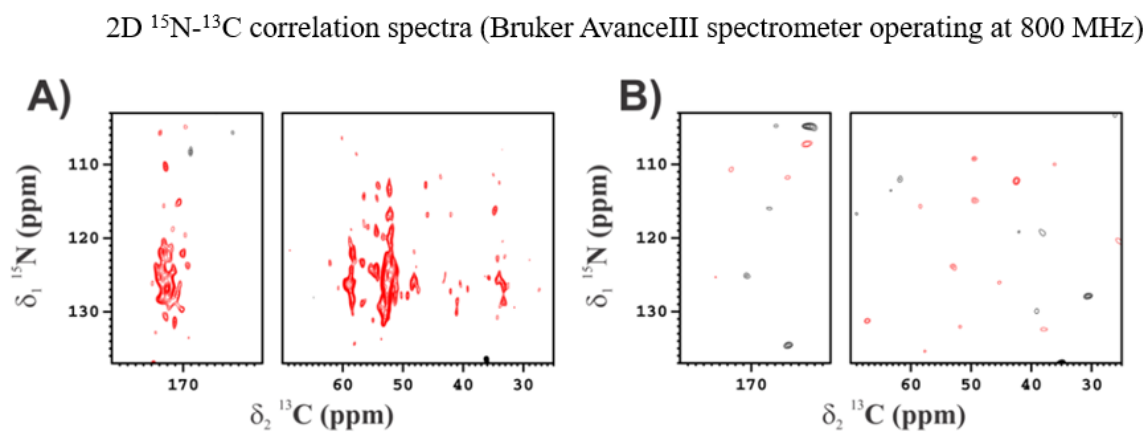 2D ¹⁵N-¹³C correlation spectra (Bruker AvanceIII spectrometer operating at 800 MHz)
A)
B)
δ₁ ¹⁵N (ppm)
110
120
130
170
60
50
40
30
δ₂ ¹³C (ppm)
δ₁ ¹⁵N (ppm)
110
120
130
170
60
50
40
30
δ₂ ¹³C (ppm)